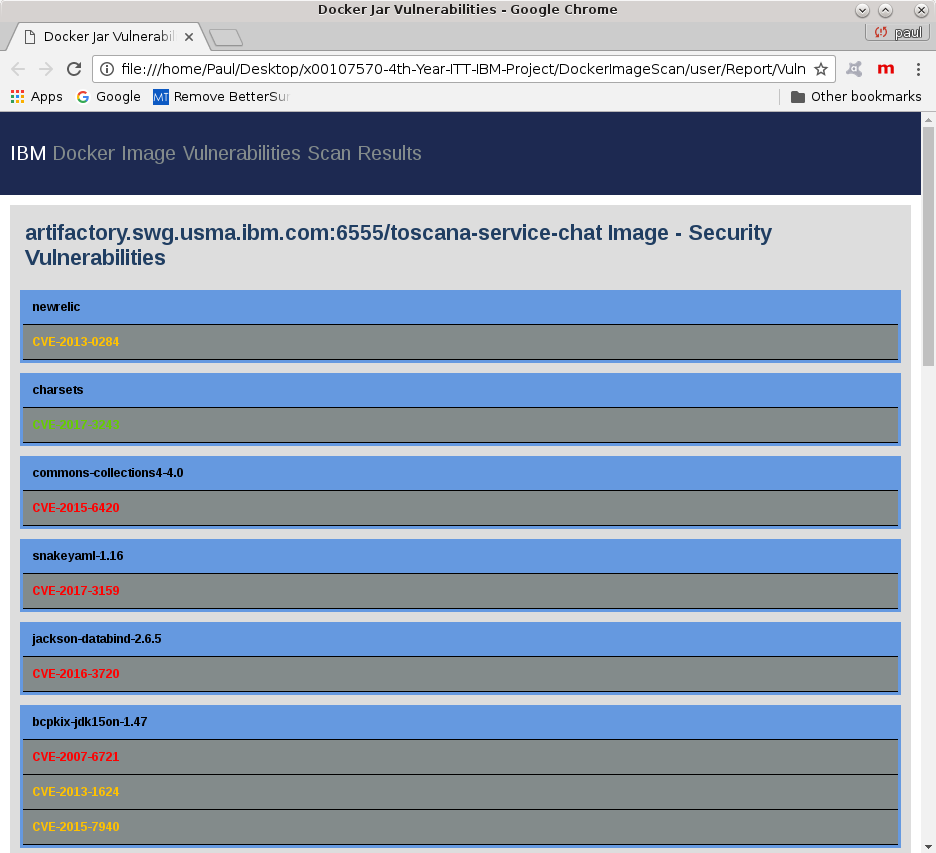 Docker Jar Vulnerabilities - Google Chrome
Docker Jar Vulnerabil
paul
file:///home/Paul/Desktop/x00107570-4th-Year-ITT-IBM-Project/DockerImageScan/user/Report/Vuln
m
Apps
Google
MT Remove BetterSur
Other bookmarks
IBM Docker Image Vulnerabilities Scan Results
artifactory.swg.usma.ibm.com:6555/toscana-service-chat Image - Security
Vulnerabilities
newrelic
CVE-2013-0284
charsets
CVE-2017-3243
commons-collections4-4.0
CVE-2015-6420
snakeyaml-1.16
CVE-2017-3159
jackson-databind-2.6.5
CVE-2016-3720
bcpkix-jdk15on-1.47
CVE-2007-6721
CVE-2013-1624
CVE-2015-7940